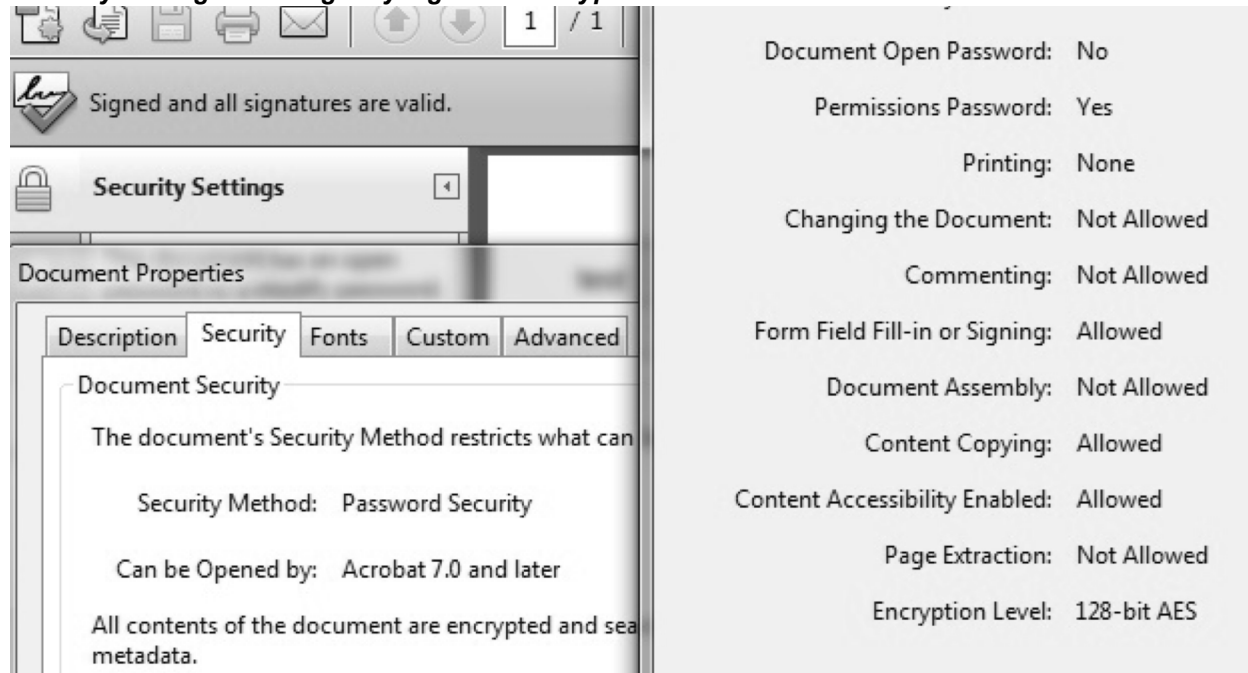 1 / 1
Signed and all signatures are valid.
Security Settings
Document Properties
Description Security Fonts Custom Advanced
Document Security
The document's Security Method restricts what can
Security Method: Password Security
Can be Opened by: Acrobat 7.0 and later
All contents of the document are encrypted and sea
metadata.
Document Open Password: No
Permissions Password: Yes
Printing: None
Changing the Document: Not Allowed
Commenting: Not Allowed
Form Field Fill-in or Signing: Allowed
Document Assembly: Not Allowed
Content Copying: Allowed
Content Accessibility Enabled: Allowed
Page Extraction: Not Allowed
Encryption Level: 128-bit AES